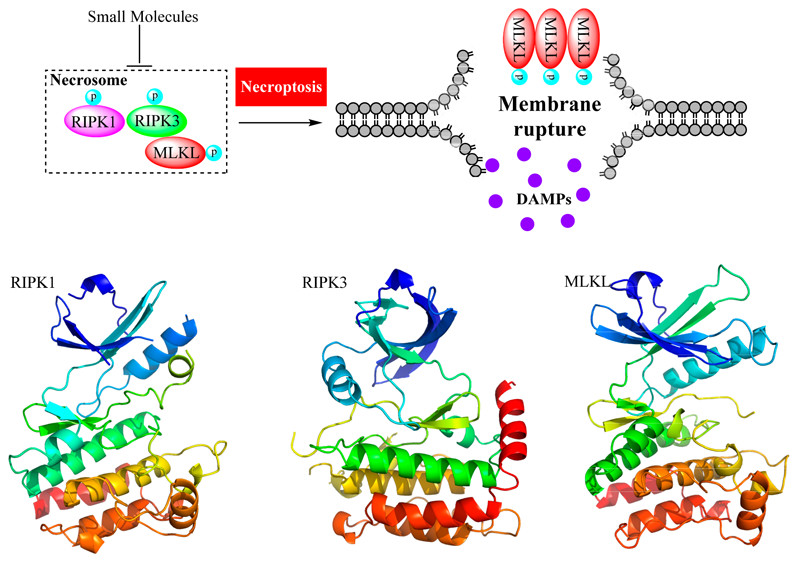 Small Molecules
Necrosome
p
p
RIPK1
RIPK3
MLKL
p
Necroptosis
MLKL
MLKL
MLKL
p
p
p
Membrane
rupture
DAMPs
RIPK1
RIPK3
MLKL